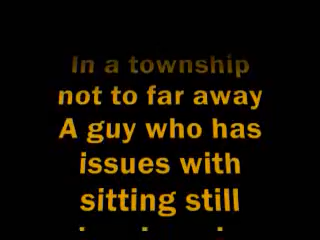 In a township
not to far away
A guy who has
issues with
sitting still